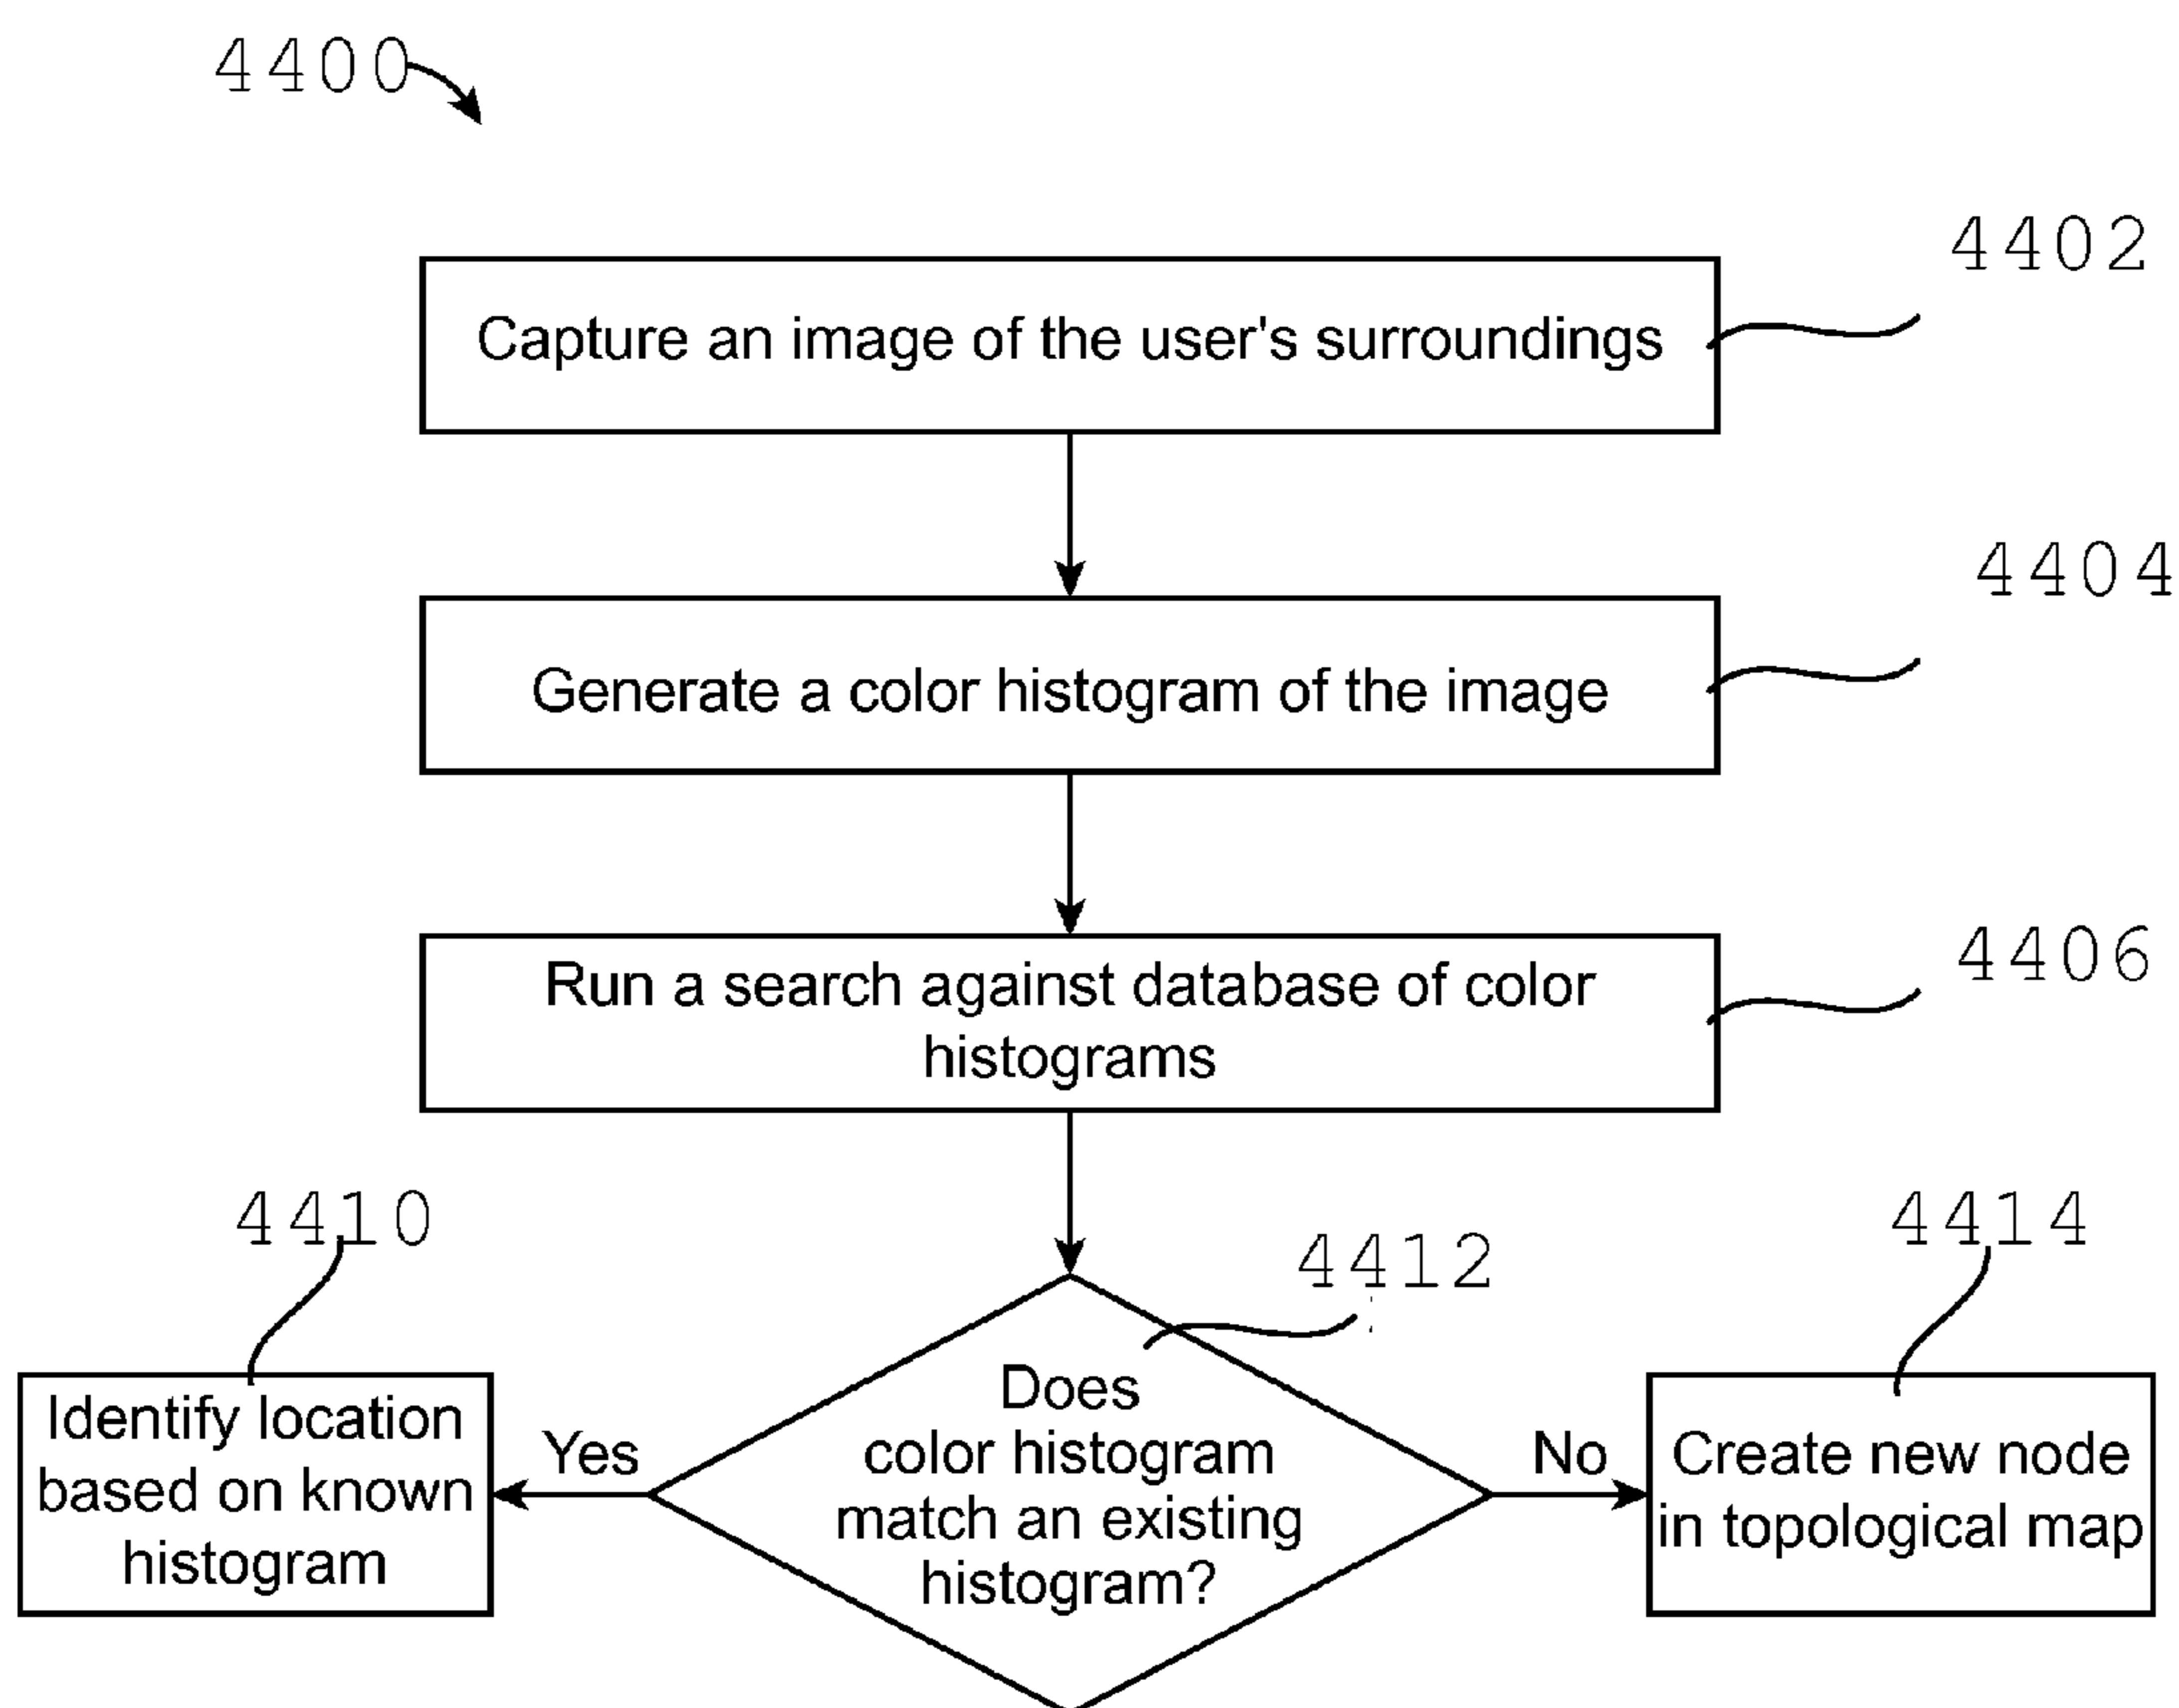 4400
4402
Capture an image of the user's surroundings
4404
Generate a color histogram of the image
4406
Run a search against database of color
histograms
4410
4412
4414
Identify location
based on known
histogram
Yes
Does
color histogram
match an existing
histogram?
No
Create new node
in topological map